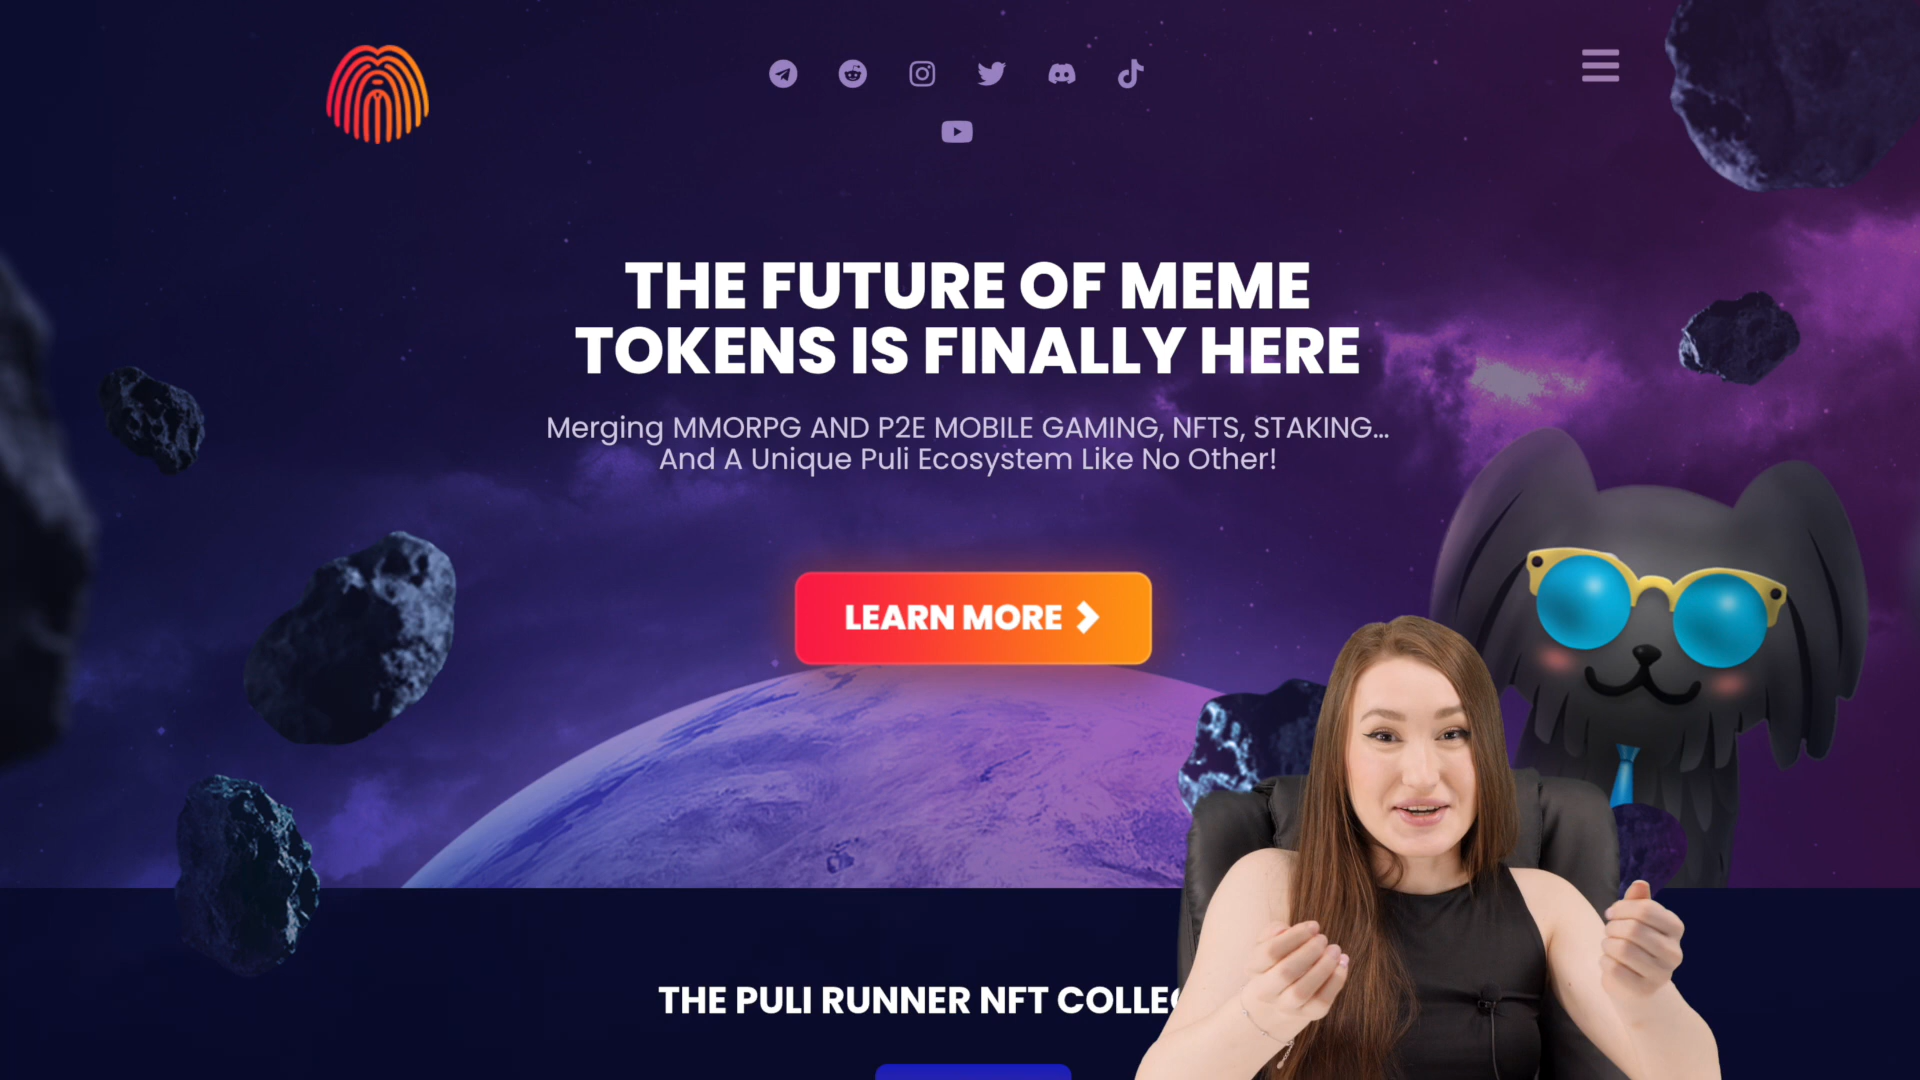 THE FUTURE OF MEME
TOKENS IS FINALLY HERE
Merging MMORPG AND P2E MOBILE GAMING, NFTS, STAKING...
And A Unique Puli Ecosystem Like No Other!
LEARN MORE
THE PULI RUNNER NFT